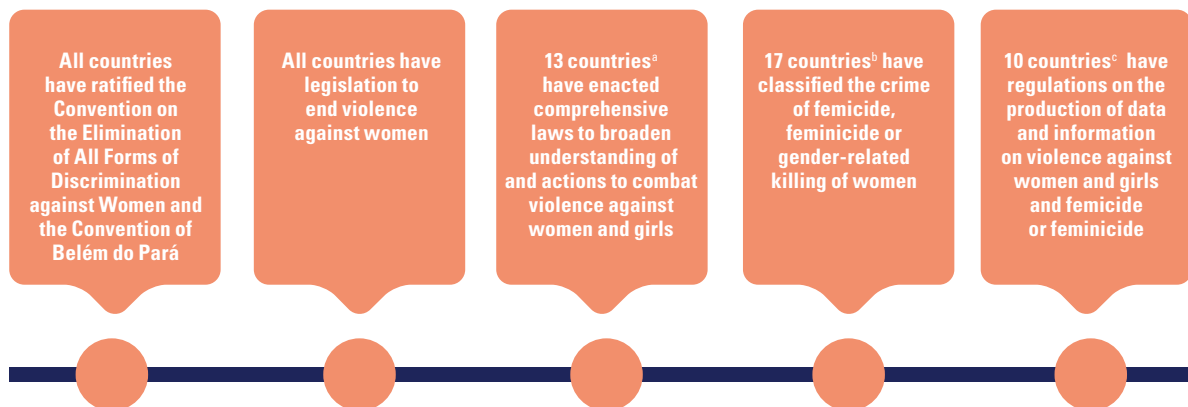 All countries
have ratified the
Convention on
the Elimination
of All Forms of
Discrimination
against Women and
the Convention of
Belém do Pará
All countries have
legislation to
end violence
against women
13 countriesᵃ
have enacted
comprehensive
laws to broaden
understanding of
and actions to combat
violence against
women and girls
17 countriesᵇ have
classified the crime
of femicide,
feminicide or
gender-related
killing of women
10 countriesᶜ have
regulations on the
production of data
and information
on violence against
women and girls
and femicide
or feminicide